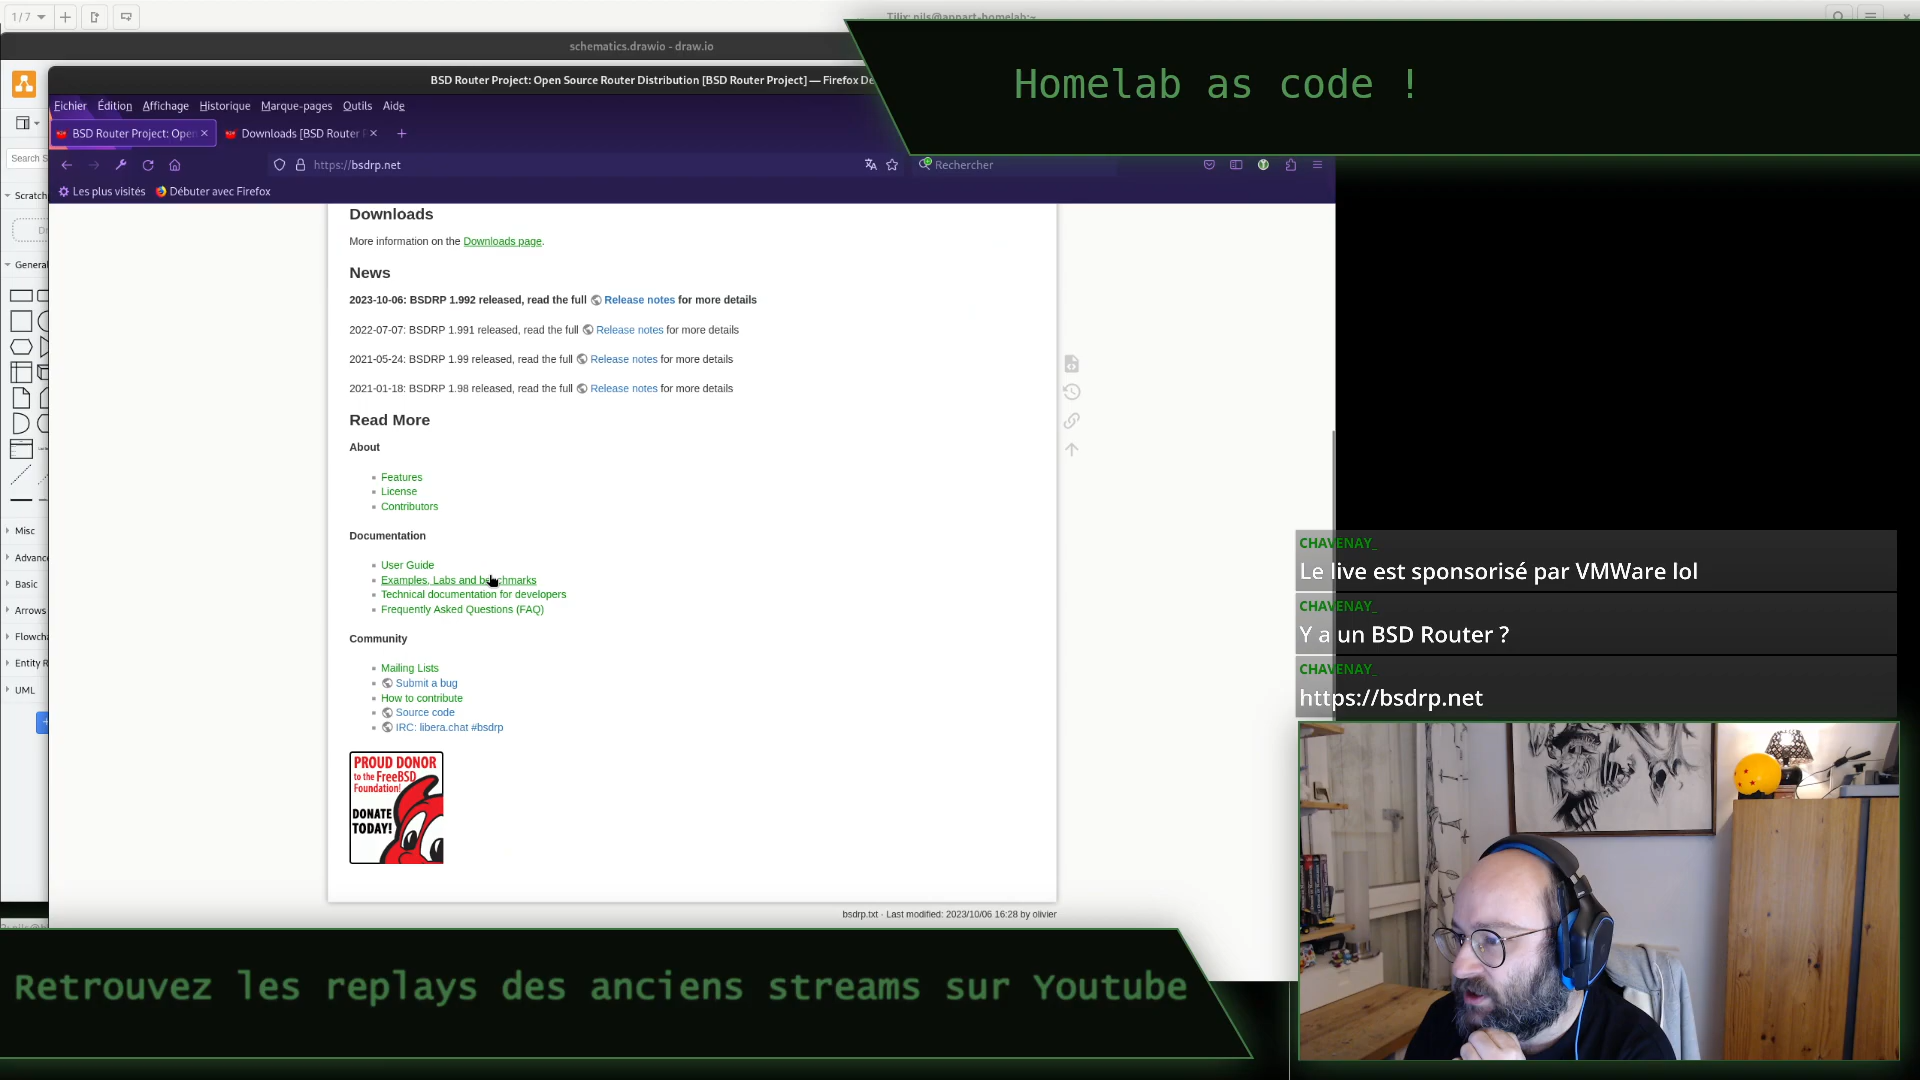 1/7
Tilix: nils@appart-homelab:~
schematics.drawio - draw.io
Homelab as code !
BSD Router Project: Open Source Router Distribution [BSD Router Project] — Firefox De
Fichier Édition Affichage Historique Marque-pages Outils Aide
BSD Router Project: Open
Downloads [BSD Router
https://bsdrp.net
Rechercher
Les plus visités
Débuter avec Firefox
Search S
Scratch
General
Misc
Advanc
Basic
Arrows
Flowcha
Entity R
UML
Downloads
More information on the Downloads page.
News
2023-10-06: BSDRP 1.992 released, read the full Release notes for more details
2022-07-07: BSDRP 1.991 released, read the full Release notes for more details
2021-05-24: BSDRP 1.99 released, read the full Release notes for more details
2021-01-18: BSDRP 1.98 released, read the full Release notes for more details
Read More
About
Features
License
Contributors
Documentation
User Guide
Examples, Labs and benchmarks
Technical documentation for developers
Frequently Asked Questions (FAQ)
Community
Mailing Lists
Submit a bug
How to contribute
Source code
IRC: libera.chat #bsdrp
PROUD DONOR
to the FreeBSD
Foundation!
DONATE
TODAY!
bsdrp.txt · Last modified: 2023/10/06 16:28 by olivier
CHAVENAY_
Le live est sponsorisé par VMWare lol
CHAVENAY_
Y a un BSD Router ?
CHAVENAY_
https://bsdrp.net
Retrouvez les replays des anciens streams sur Youtube